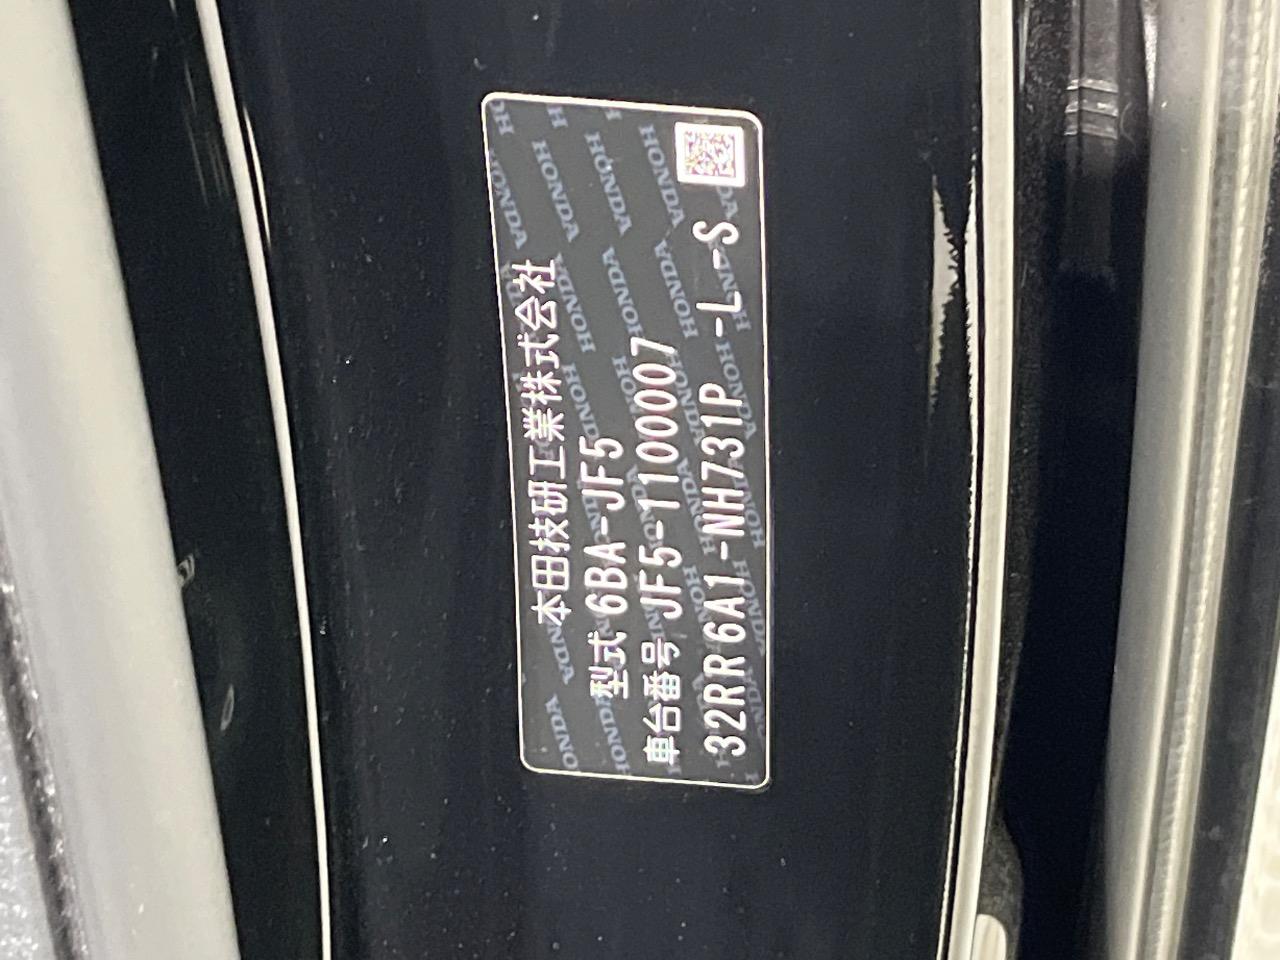 本田技研工業株式会社
型式 6BA-JF5
車台番号 JF5-1100007
32RR6A1-NH731P -L-S